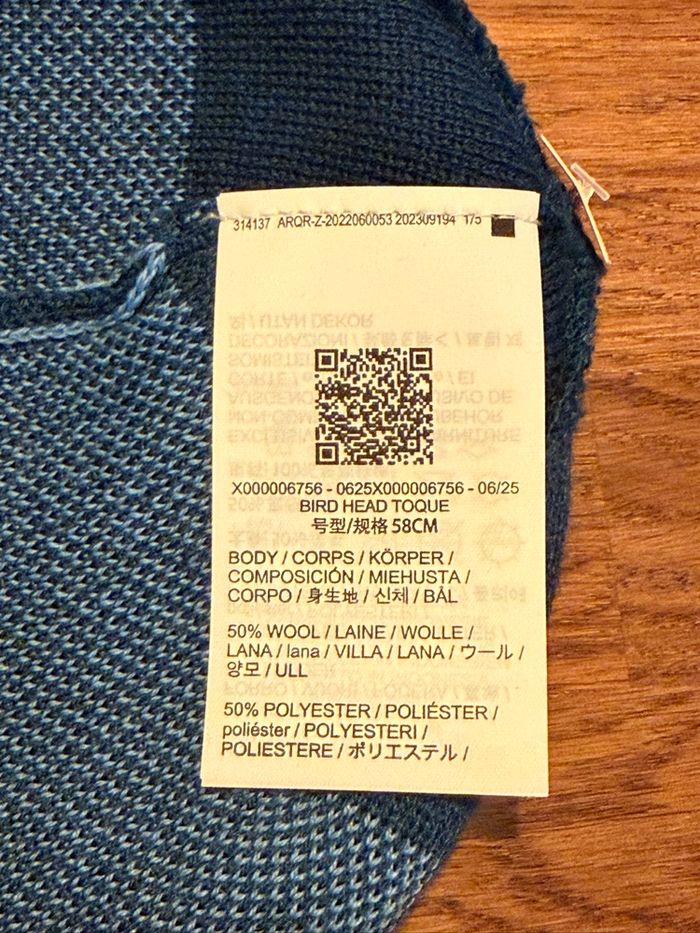 314137 ARQR-Z-2022060053 202309194 175
X000006756 - 0625X000006756 - 06/25
BIRD HEAD TOQUE
号型/规格 58CM
BODY / CORPS / KÖRPER /
COMPOSICIÓN / MIEHUSTA /
CORPO / 身生地 / 신체 / BÅL
50% WOOL / LAINE / WOLLE /
LANA / lana / VILLA / LANA / ウール /
양모 / ULL
50% POLYESTER / POLIÉSTER /
poliéster / POLYESTERI /
POLIESTERE / ポリエステル /